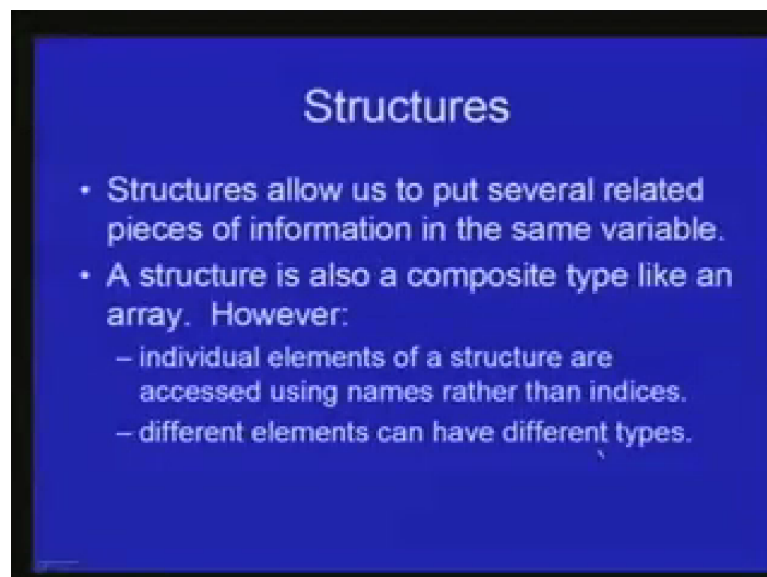 Structures
• Structures allow us to put several related
pieces of information in the same variable.
• A structure is also a composite type like an
array. However:
– individual elements of a structure are
accessed using names rather than indices.
– different elements can have different types.